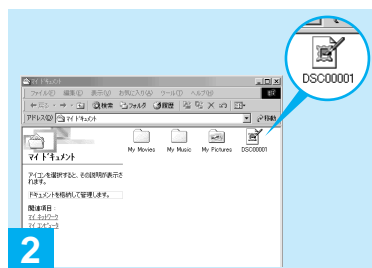 DSC00001
マイ ドキュメント
ファイル(F) 編集(E) 表示(V) お気に入り(A) ツール(T) ヘルプ(H)
戻る 検索 フォルダ 履歴
アドレス(D) マイ ドキュメント 移動
My Movies My Music My Pictures DSC00001
マイ ドキュメント
アイコンを選択すると、その説明が表示さ
れます。
ドキュメントを格納して管理します。
関連項目:
マイ ネットワーク
マイ コンピュータ
2